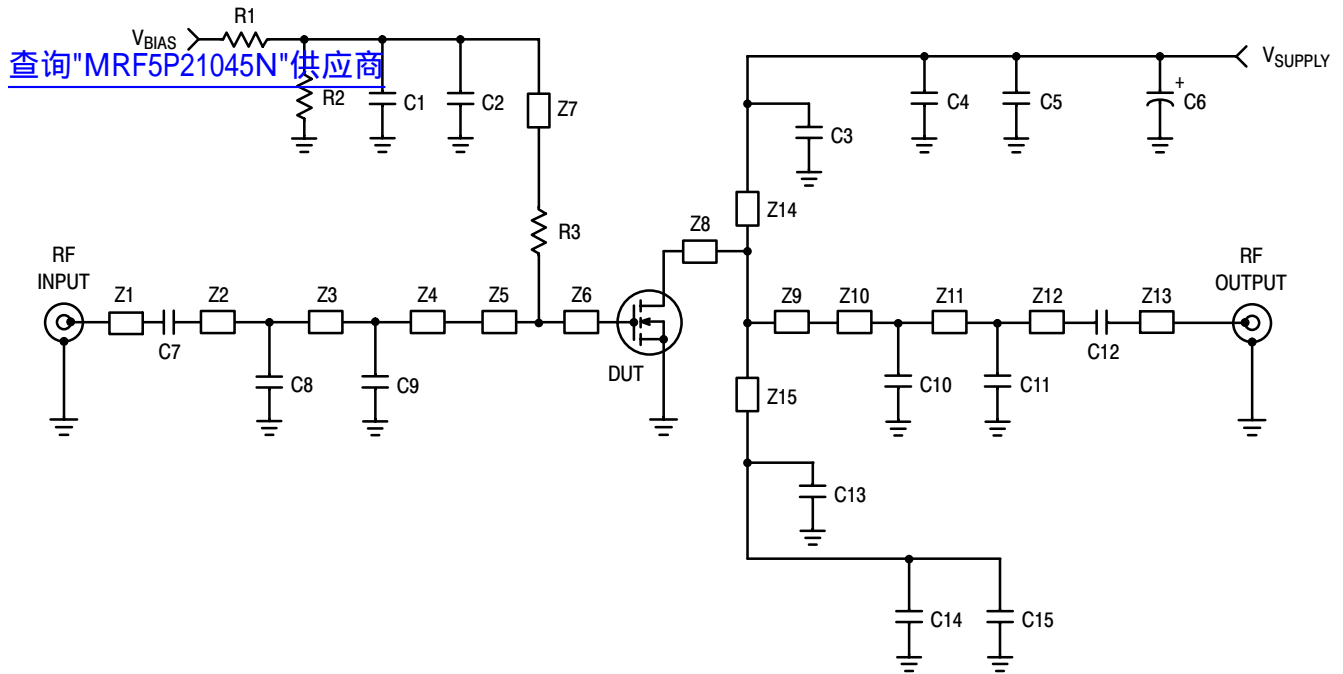 R1
V_BIAS
查询"MRF5P21045N"供应商
R2
C1
C2
Z7
R3
V_SUPPLY
C4
C5
+
C6
C3
Z14
Z8
RF
INPUT
Z1
C7
Z2
Z3
Z4
Z5
Z6
C8
C9
DUT
Z9
Z10
Z11
Z12
C12
Z13
RF
OUTPUT
C10
C11
Z15
C13
C14
C15